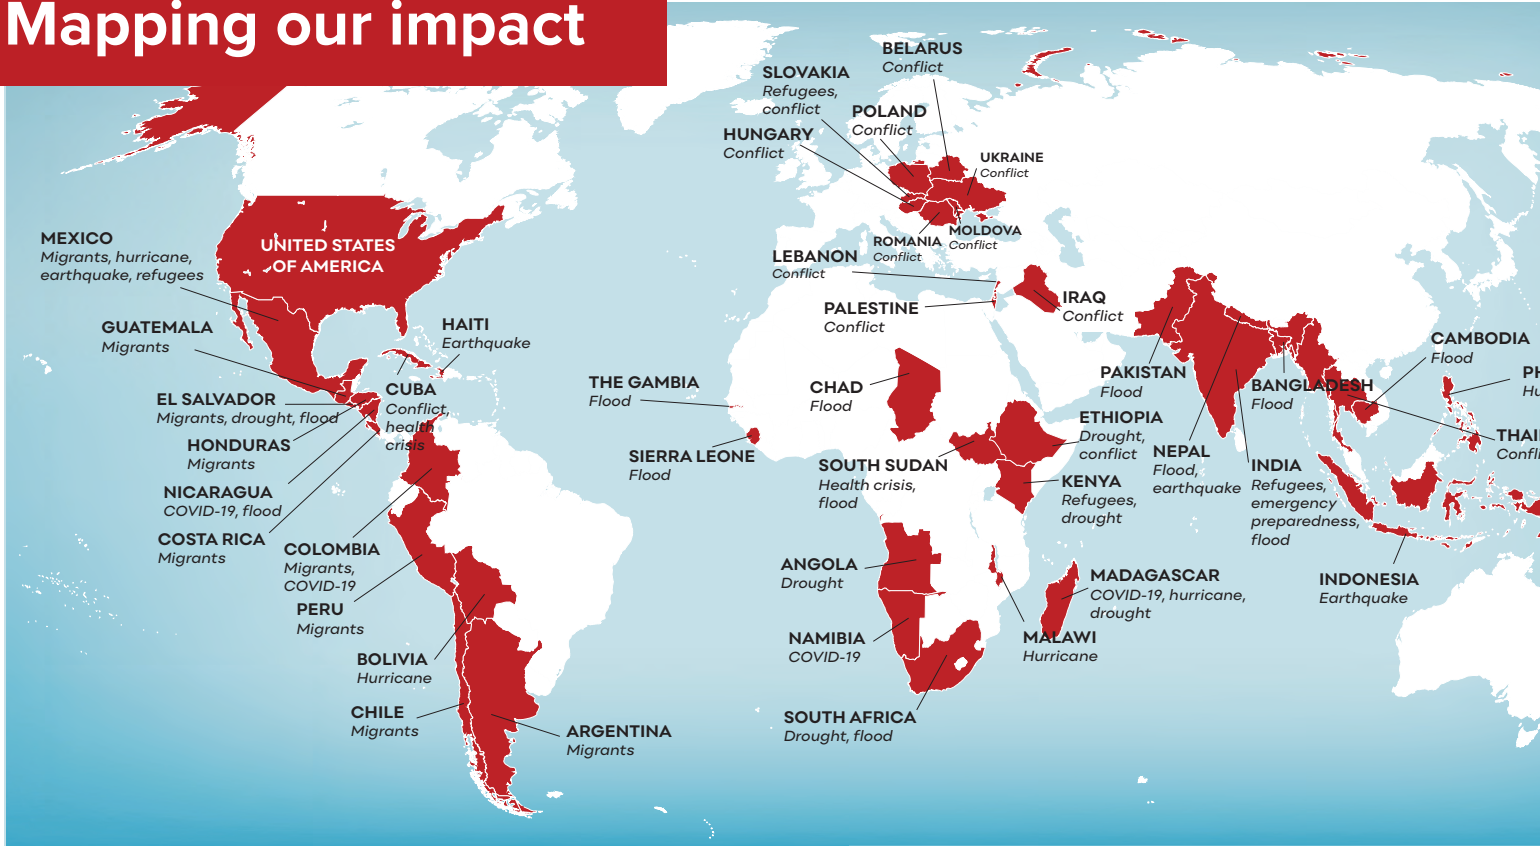 Mapping our impact
BELARUS
Conflict
SLOVAKIA
Refugees,
conflict
POLAND
Conflict
HUNGARY
Conflict
UKRAINE
Conflict
MOLDOVA
Conflict
ROMANIA
Conflict
LEBANON
Conflict
PALESTINE
Conflict
IRAQ
Conflict
UNITED STATES
OF AMERICA
MEXICO
Migrants, hurricane,
earthquake, refugees
GUATEMALA
Migrants
HAITI
Earthquake
CUBA
Conflict,
health
crisis
EL SALVADOR
Migrants, drought, flood
HONDURAS
Migrants
NICARAGUA
COVID-19, flood
COSTA RICA
Migrants
COLOMBIA
Migrants,
COVID-19
PERU
Migrants
BOLIVIA
Hurricane
CHILE
Migrants
ARGENTINA
Migrants
THE GAMBIA
Flood
SIERRA LEONE
Flood
CHAD
Flood
SOUTH SUDAN
Health crisis,
flood
ETHIOPIA
Drought,
conflict
KENYA
Refugees,
drought
ANGOLA
Drought
NAMIBIA
COVID-19
MALAWI
Hurricane
MADAGASCAR
COVID-19, hurricane,
drought
SOUTH AFRICA
Drought, flood
PAKISTAN
Flood
NEPAL
Flood,
earthquake
INDIA
Refugees,
emergency
preparedness,
flood
BANGLADESH
Flood
CAMBODIA
Flood
PH
Hu
THAI
Confli
INDONESIA
Earthquake